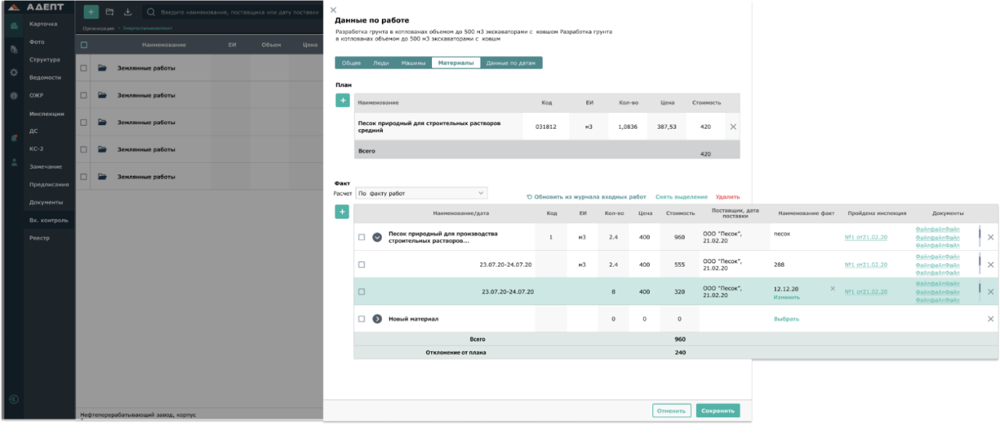 АДЕПТ
Введите наименование, поставщика или дату поставки
Карточка
Фото
Структура
Ведомости
ОЖР
Инспекции
ДС
КС-2
Замечание
Предписания
Документы
Вх. контроль
Реестр
Организация
Энергостальконплект
Наименование ЕИ Объем Цена
Землянные работы
Землянные работы
Землянные работы
Землянные работы
Землянные работы
Нефтеперерабатывающий завод, корпус
Данные по работе
Разработка грунта в котлованах объемом до 500 м3 экскаваторами с ковшом Разработка грунта
в котлованах объемом до 500 м3 экскаваторами с ковшм
Общее Люди Машины Материалы Данные по датам
План
+ Наименование Код ЕИ Кол-во Цена Стоимость
Песок природный для строительных растворов
средний
031812 м3 1,0836 387,53 420
Всего 420
Факт
Расчет По факту работ
Обновить из журнала входных работ Снять выделение Удалить
+ Наименование/дата Код ЕИ Кол-во Цена Стоимость
Поставщик, дата
поставки
Наименование факт Пройдена инспекция Документы
Песок природный для производства
строительных растворов...
1 м3 2.4 400 960
ООО "Песок",
21.02.20
песок
№1 от21.02.20
ФайлфайлФайл
ФайлфайлФайл
ФайлфайлФайл
23.07.20-24.07.20 м3 2.4 400 555
ООО "Песок",
21.02.20
288
№1 от21.02.20
ФайлфайлФайл
ФайлфайлФайл
ФайлфайлФайл
23.07.20-24.07.20 8 400 320
ООО "Песок",
21.02.20
12.12.20
Изменить
№1 от21.02.20
ФайлфайлФайл
ФайлфайлФайл
ФайлфайлФайл
Новый материал 0 0 0 Выбрать
Всего 960
Отклонение от плана 240
Отменить Сохранить